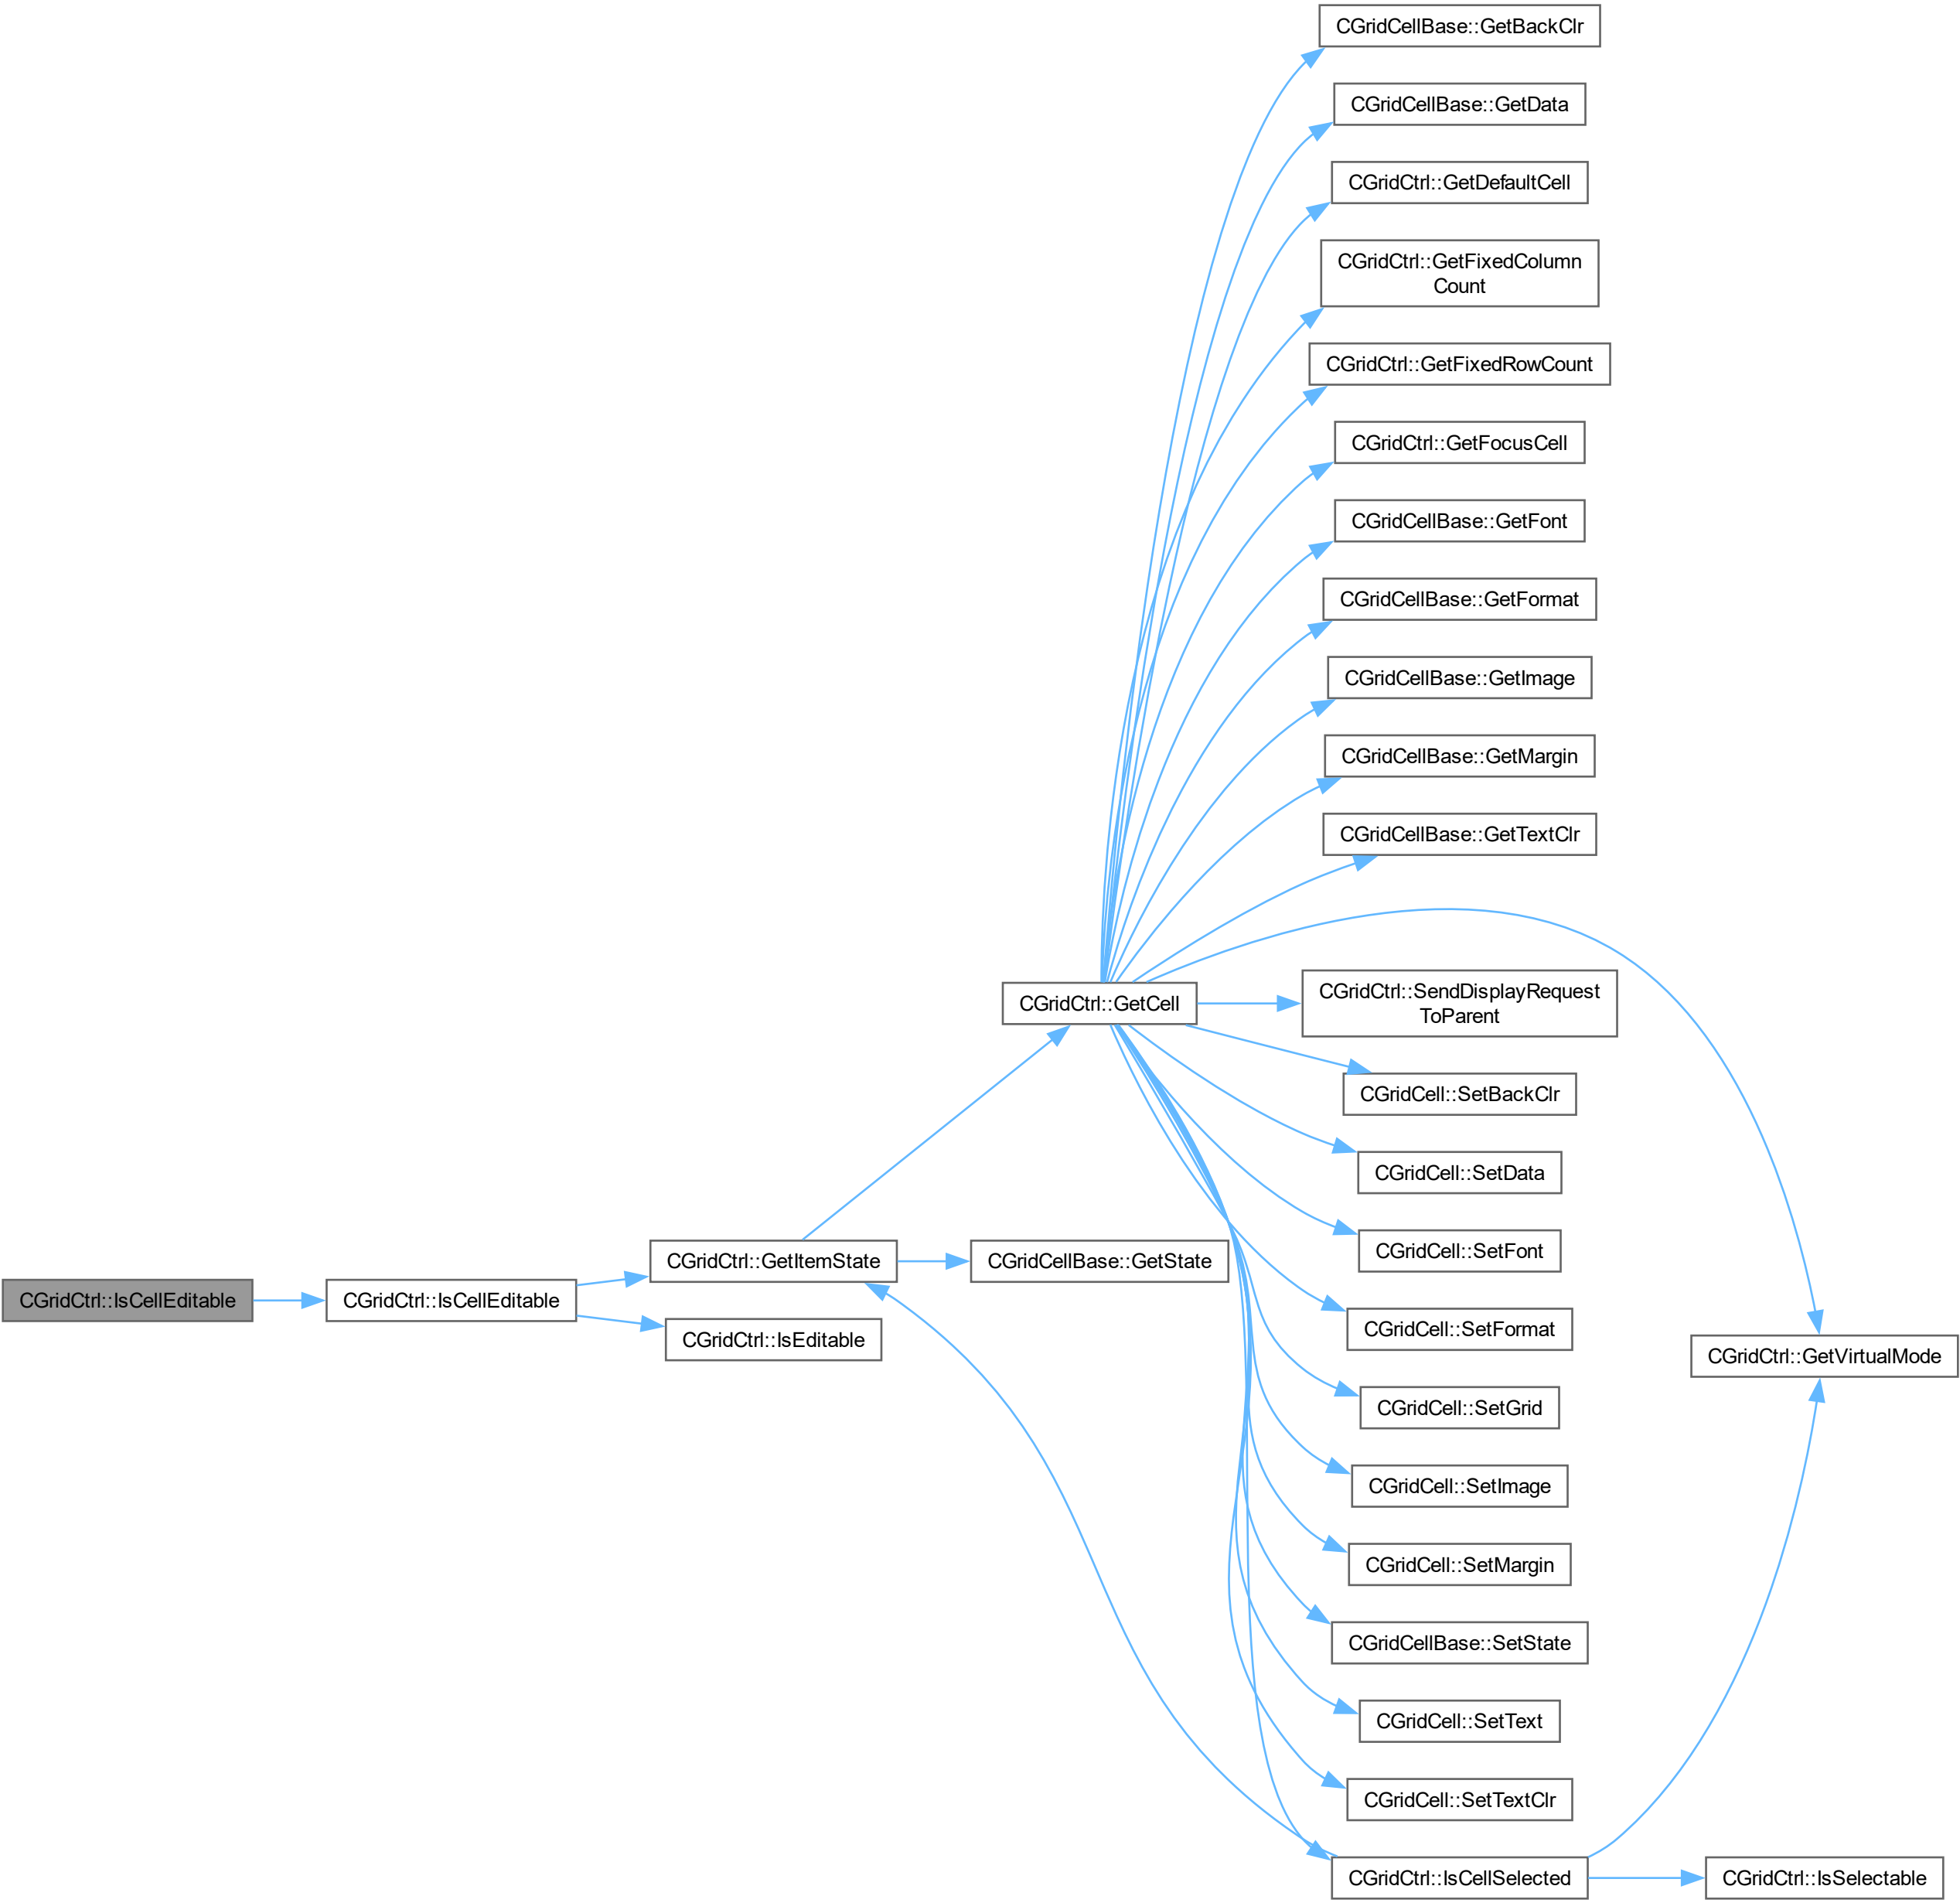 CGridCellBase::GetBackClr
CGridCellBase::GetData
CGridCtrl::GetDefaultCell
CGridCtrl::GetFixedColumn
Count
CGridCtrl::GetFixedRowCount
CGridCtrl::GetFocusCell
CGridCellBase::GetFont
CGridCellBase::GetFormat
CGridCellBase::GetImage
CGridCellBase::GetMargin
CGridCellBase::GetTextClr
CGridCtrl::GetCell
CGridCtrl::SendDisplayRequest
ToParent
CGridCell::SetBackClr
CGridCell::SetData
CGridCell::SetFont
CGridCtrl::GetItemState
CGridCellBase::GetState
CGridCtrl::IsCellEditable
CGridCtrl::IsCellEditable
CGridCtrl::IsEditable
CGridCell::SetFormat
CGridCtrl::GetVirtualMode
CGridCell::SetGrid
CGridCell::SetImage
CGridCell::SetMargin
CGridCellBase::SetState
CGridCell::SetText
CGridCell::SetTextClr
CGridCtrl::IsCellSelected
CGridCtrl::IsSelectable